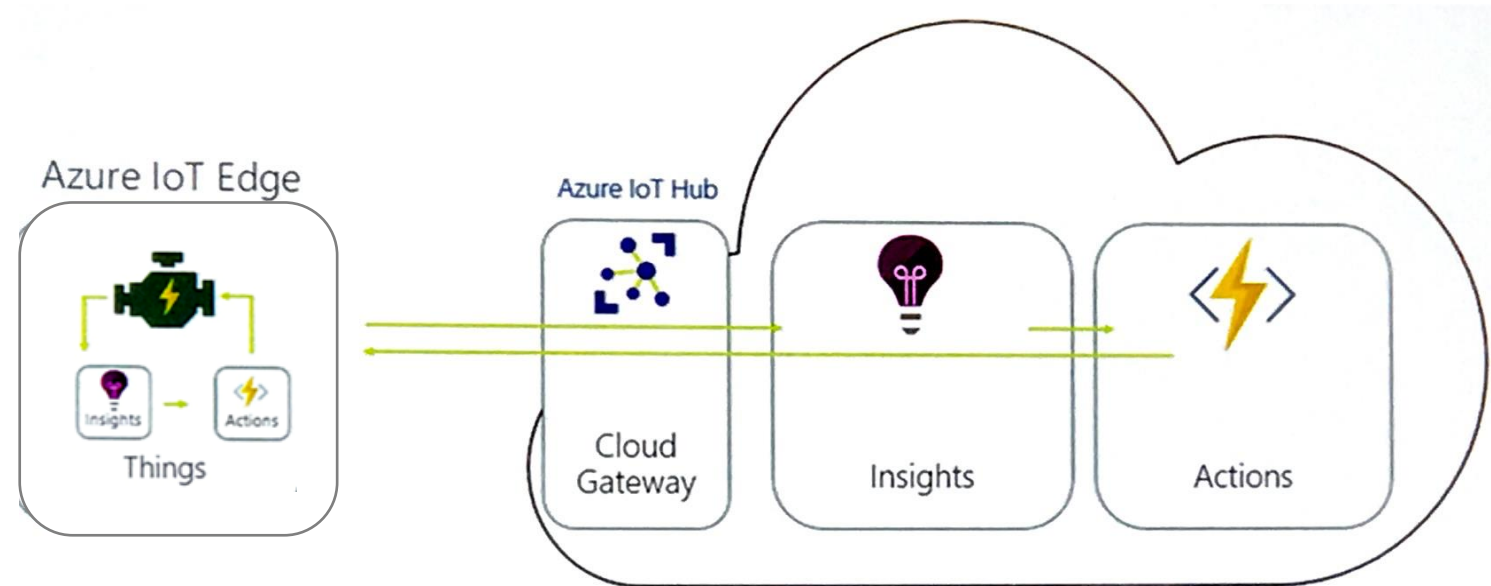 Azure IoT Edge
Insights
Actions
Things
Azure IoT Hub
Cloud
Gateway
Insights
Actions